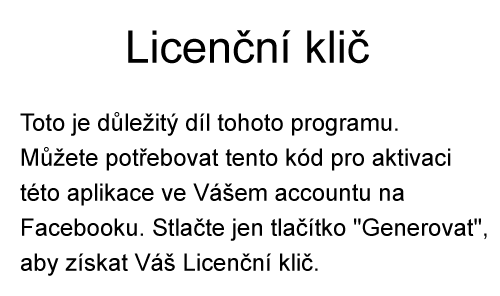 Licenční klič
Toto je důležitý díl tohoto programu.
Můžete potřebovat tento kód pro aktivaci
této aplikace ve Vášem accountu na
Facebooku. Stlačte jen tlačítko "Generovat",
aby získat Váš Licenční klič.